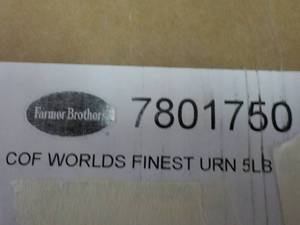 Farmer Brothers
7801750
COF WORLDS FINEST URN 5LB